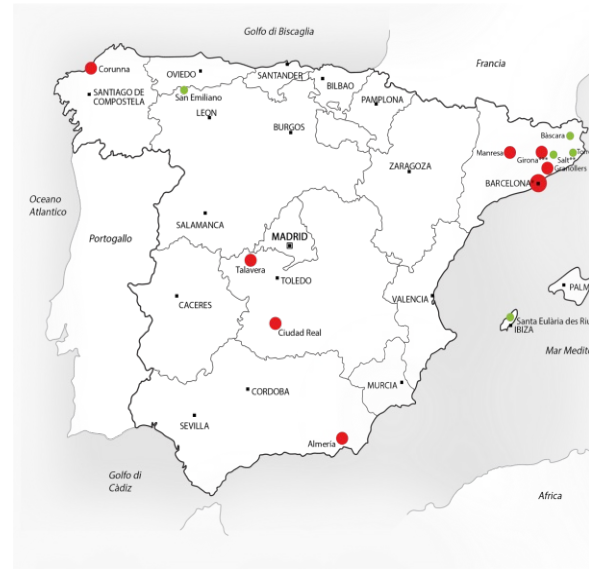 Golfo di Biscaglia
Francia
Corunna
OVIEDO
SANTANDER
BILBAO
SANTIAGO DE
COMPOSTELA
San Emiliano
LEON
PAMPLONA
BURGOS
Bàscara
Manresa
Girona
Salt
Granollers
ZARAGOZA
BARCELONA
Oceano
Atlantico
Portogallo
SALAMANCA
MADRID
Talavera
TOLEDO
CACERES
VALENCIA
PALM
Santa Eulària des Riu
IBIZA
Ciudad Real
Mar Medite
CORDOBA
MURCIA
SEVILLA
Almería
Golfo di
Càdiz
Africa